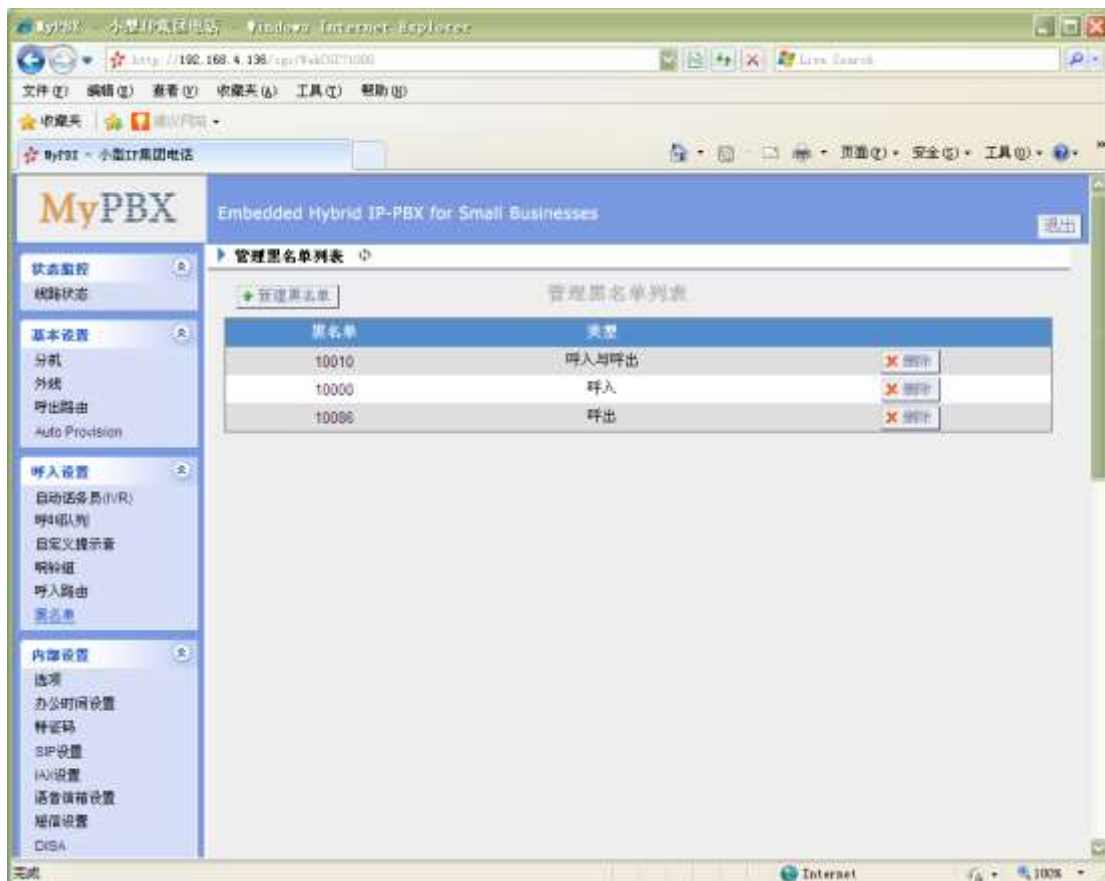 MyPBX - 小型IP集团电话 - Windows Internet Explorer
http://192.168.4.136/cgi/WebCGI?1000
Live Search
文件(F) 编辑(E) 查看(V) 收藏夹(A) 工具(T) 帮助(H)
收藏夹 建议网站
MyPBX - 小型IP集团电话
页面(P) 安全(S) 工具(O)
MyPBX
Embedded Hybrid IP-PBX for Small Businesses
退出
状态监控
线路状态
基本设置
分机
外线
呼出路由
Auto Provision
呼入设置
自动话务员(IVR)
呼叫队列
自定义提示音
响铃组
呼入路由
黑名单
内部设置
选项
办公时间设置
特征码
SIP设置
IAX设置
语音信箱设置
短信设置
DISA
管理黑名单列表
新建黑名单
管理黑名单列表
黑名单 类型
10010 呼入与呼出 删除
10000 呼入 删除
10086 呼出 删除
完成 Internet 100%